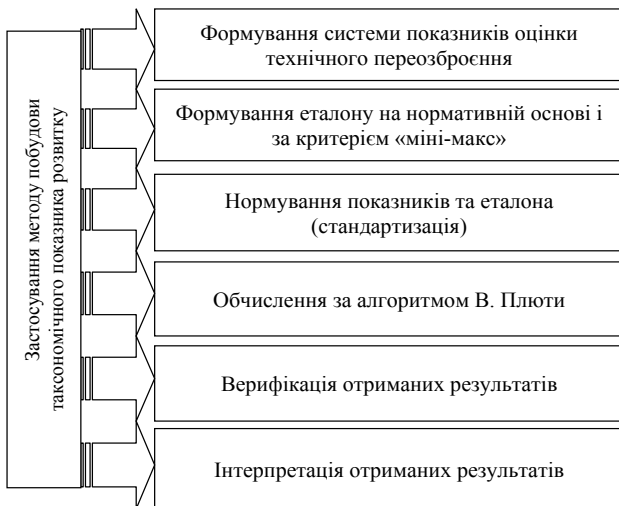 Застосування методу побудови
таксономічного показника розвитку
Формування системи показників оцінки
технічного переозброєння
Формування еталону на нормативній основі і
за критерієм «міні-макс»
Нормування показників та еталона
(стандартизація)
Обчислення за алгоритмом В. Плюти
Верифікація отриманих результатів
Інтерпретація отриманих результатів